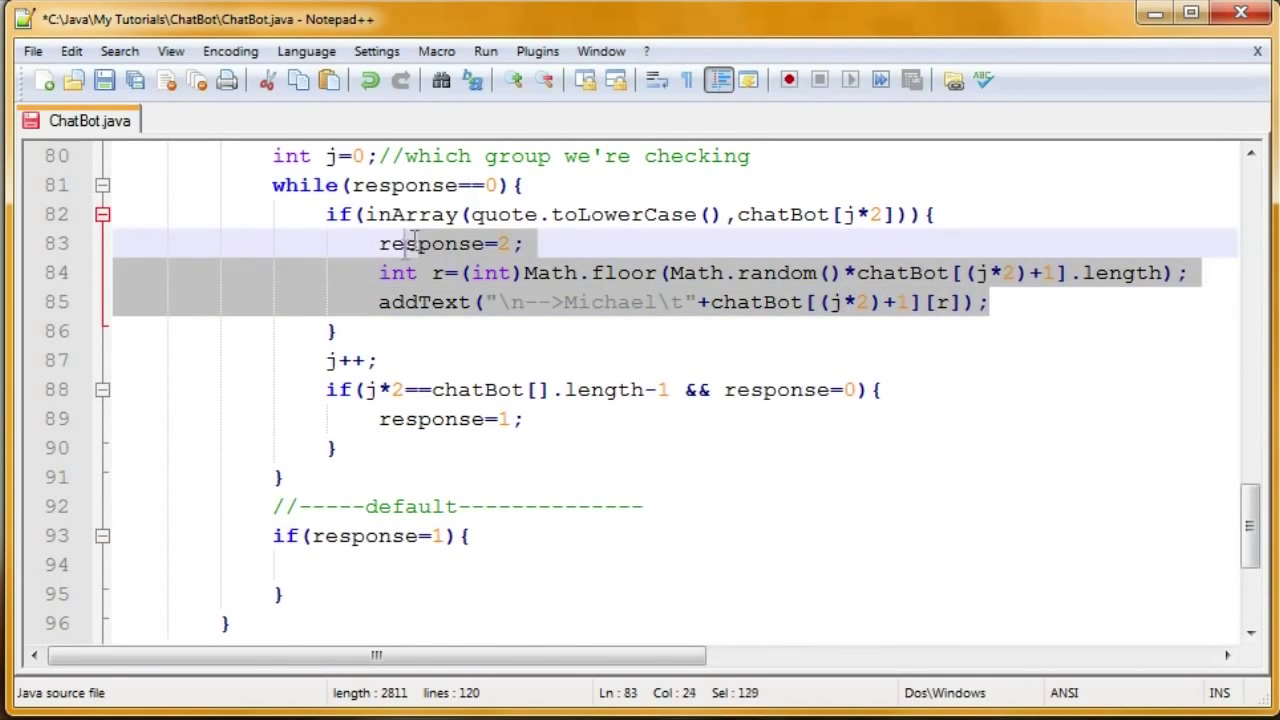 *C:\Java\My Tutorials\ChatBot\ChatBot.java - Notepad++
File Edit Search View Encoding Language Settings Macro Run Plugins Window ? X
ChatBot.java
80 int j=0;//which group we're checking
81 while(response==0){
82 if(inArray(quote.toLowerCase(),chatBot[j*2])){
83 response=2;
84 int r=(int)Math.floor(Math.random()*chatBot[(j*2)+1].length);
85 addText("\n-->Michael\t"+chatBot[(j*2)+1][r]);
86 }
87 j++;
88 if(j*2==chatBot[].length-1 && response=0){
89 response=1;
90 }
91 }
92 //-----default--------------
93 if(response=1){
94
95 }
96 }
Java source file length : 2811 lines : 120 Ln : 83 Col : 24 Sel : 129 Dos\Windows ANSI INS